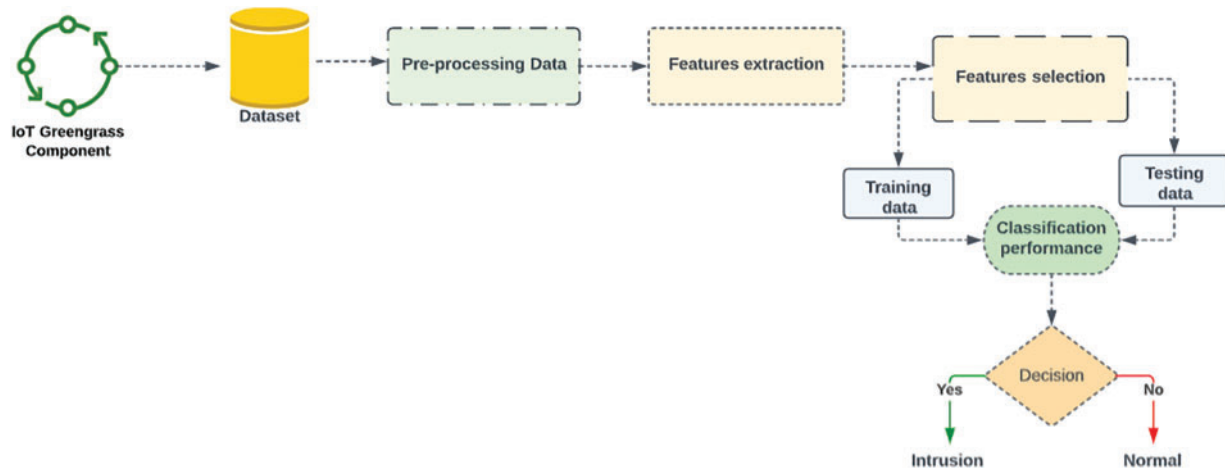 IoT Greengrass
Component
Dataset
Pre-processing Data
Features extraction
Features selection
Training
data
Testing
data
Classification
performance
Decision
Yes
No
Intrusion
Normal